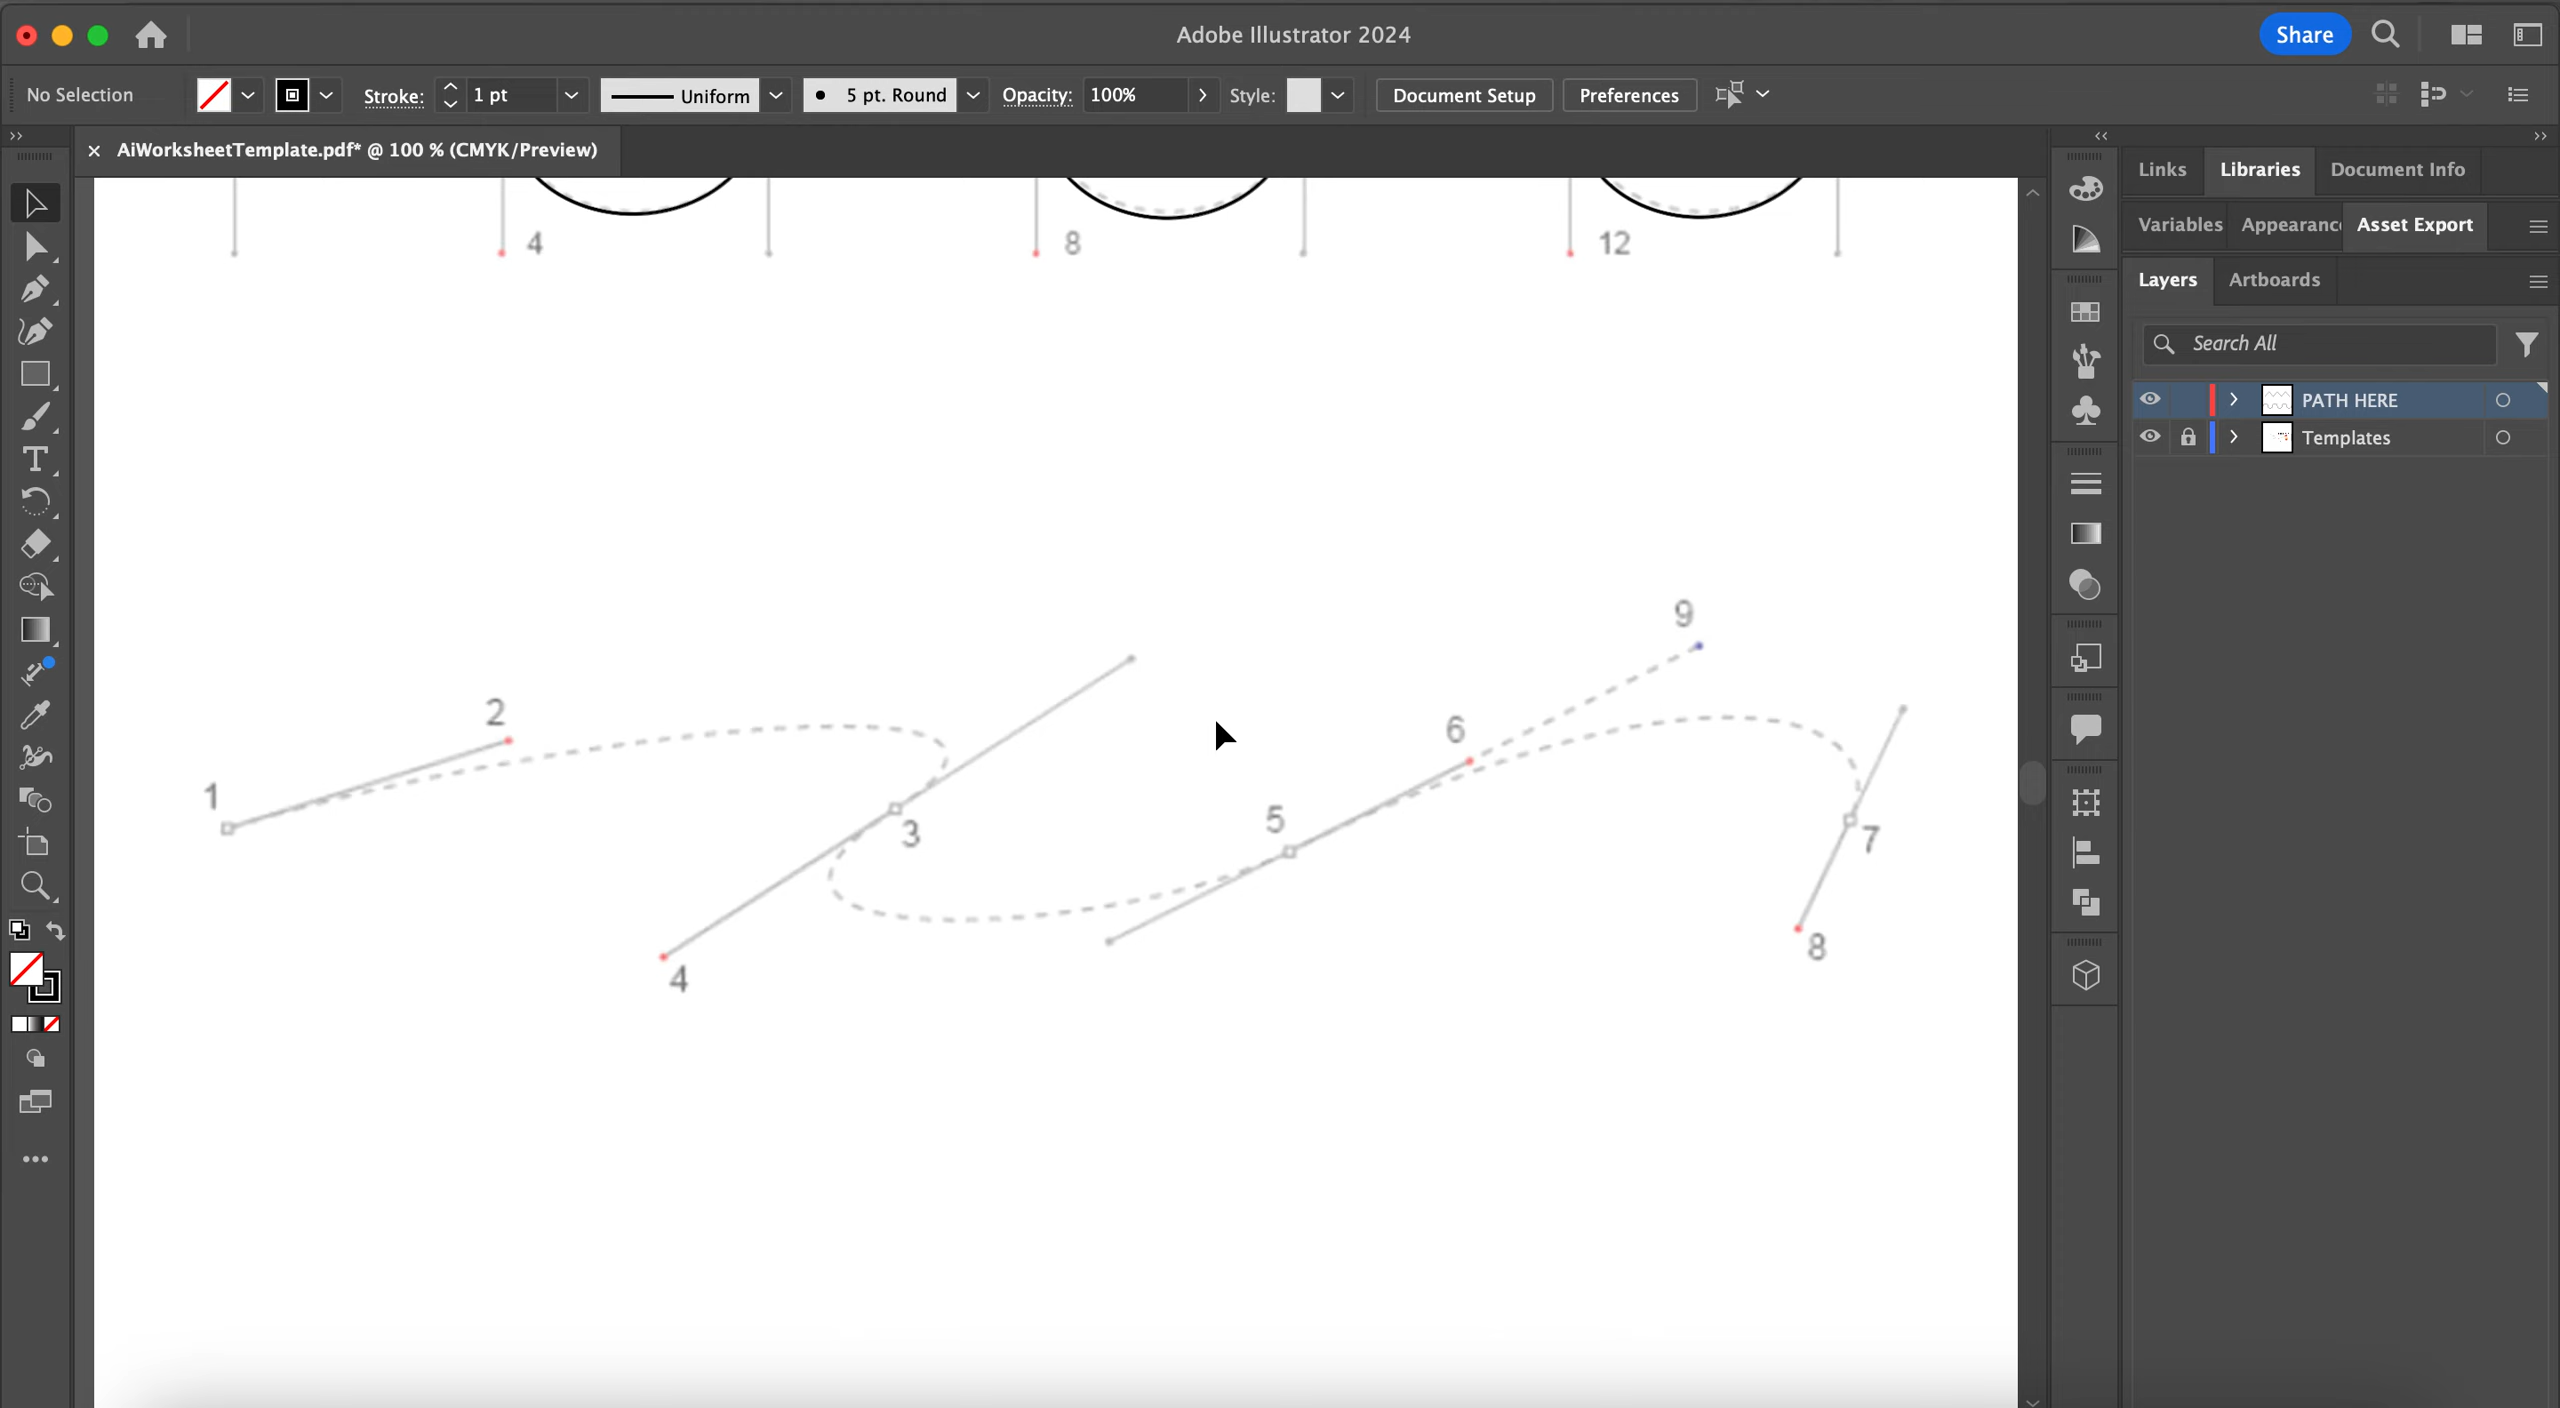 Adobe Illustrator 2024
Share
No Selection
Stroke:
1 pt
Uniform
5 pt. Round
Opacity:
100%
Style:
Document Setup
Preferences
AiWorksheetTemplate.pdf* @ 100 % (CMYK/Preview)
Links
Libraries
Document Info
Variables
Appearanc
Asset Export
Layers
Artboards
Search All
PATH HERE
Templates
4
8
12
1
2
3
4
5
6
7
8
9